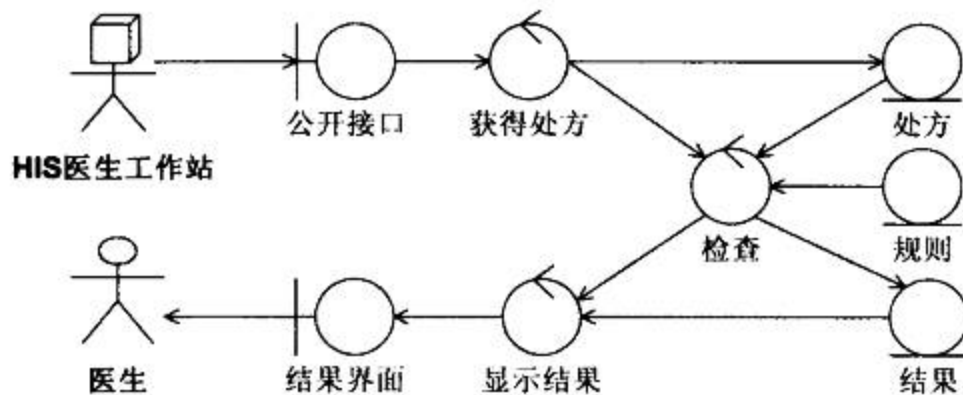 公开接口
获得处方
处方
HIS医生工作站
检查
规则
医生
结果界面
显示结果
结果